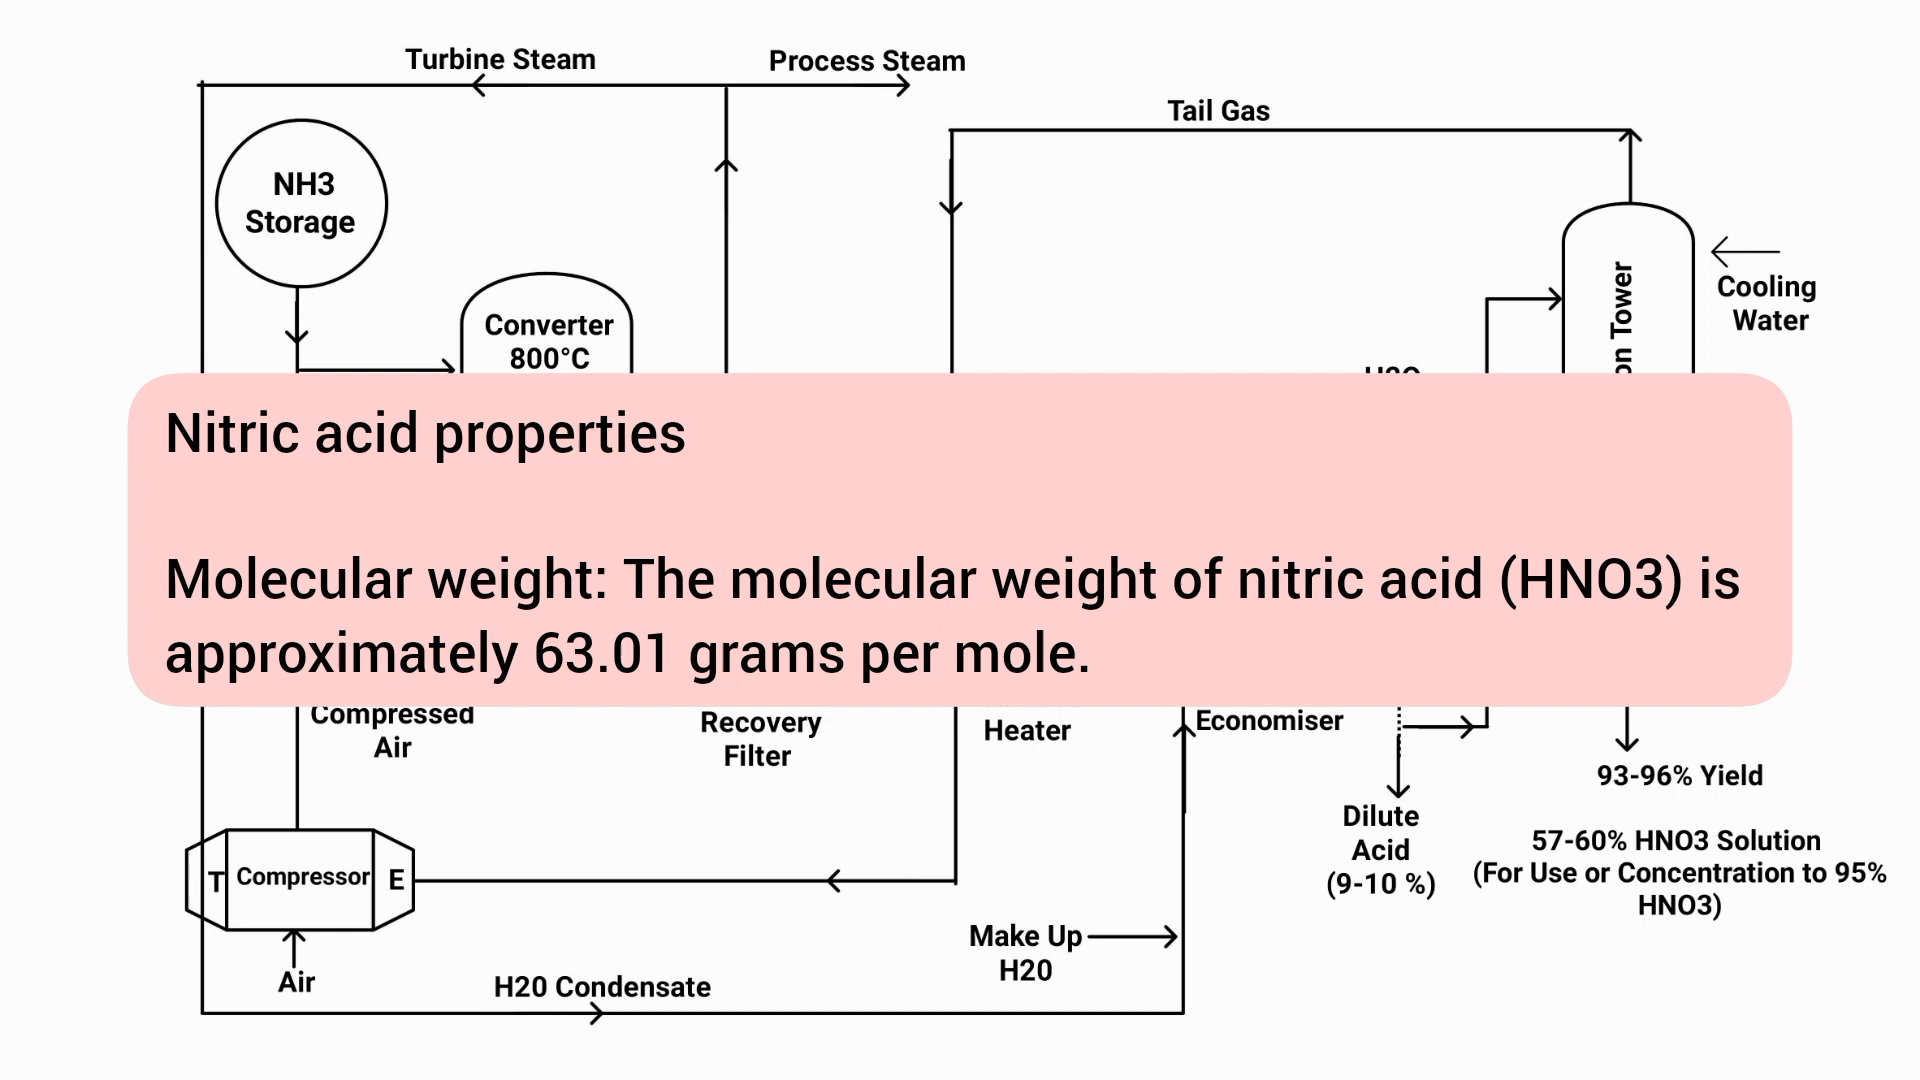 Turbine Steam
Process Steam
Tail Gas
NH3
Storage
Converter
800°C
Cooling
Water
Tower
Nitric acid properties
Molecular weight: The molecular weight of nitric acid (HNO3) is
approximately 63.01 grams per mole.
Compressed
Air
Recovery
Filter
Heater
Economiser
93-96% Yield
Dilute
Acid
(9-10 %)
57-60% HNO3 Solution
(For Use or Concentration to 95%
HNO3)
T
Compressor
E
Air
Make Up
H20
H20 Condensate